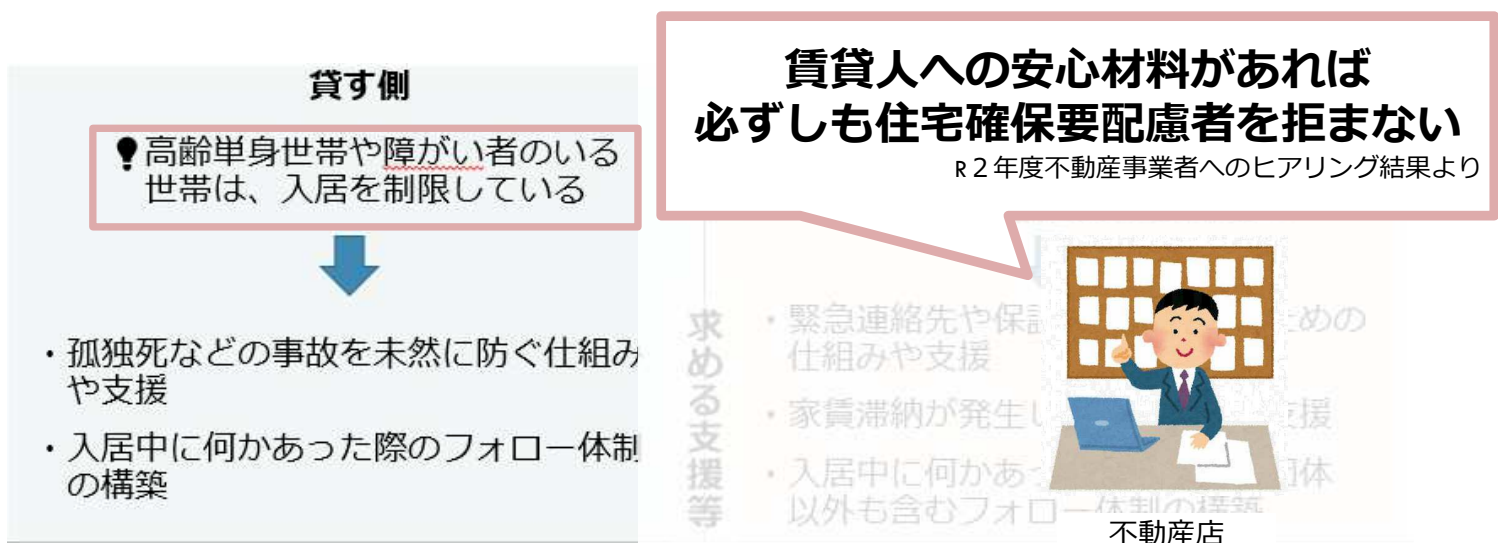 貸す側
高齢単身世帯や障がい者のいる
世帯は、入居を制限している
・孤独死などの事故を未然に防ぐ仕組み
や支援
・入居中に何かあった際のフォロー体制
の構築
賃貸人への安心材料があれば
必ずしも住宅確保要配慮者を拒まない
R2年度不動産事業者へのヒアリング結果より
求める支援等
・緊急連絡先や保証 ための
仕組みや支援
・家賃滞納が発生し 支援
・入居中に何かあっ 団体
以外も含むフォロー体制の構築
不動産店